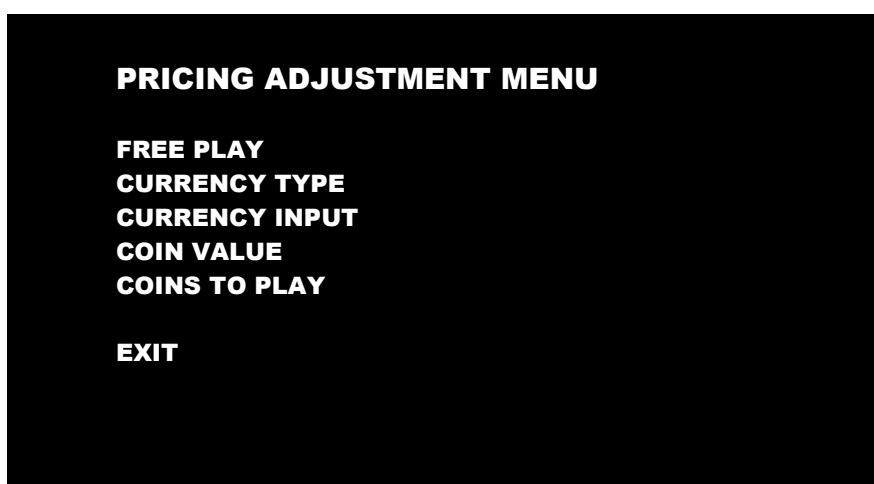 PRICING ADJUSTMENT MENU
FREE PLAY
CURRENCY TYPE
CURRENCY INPUT
COIN VALUE
COINS TO PLAY
EXIT